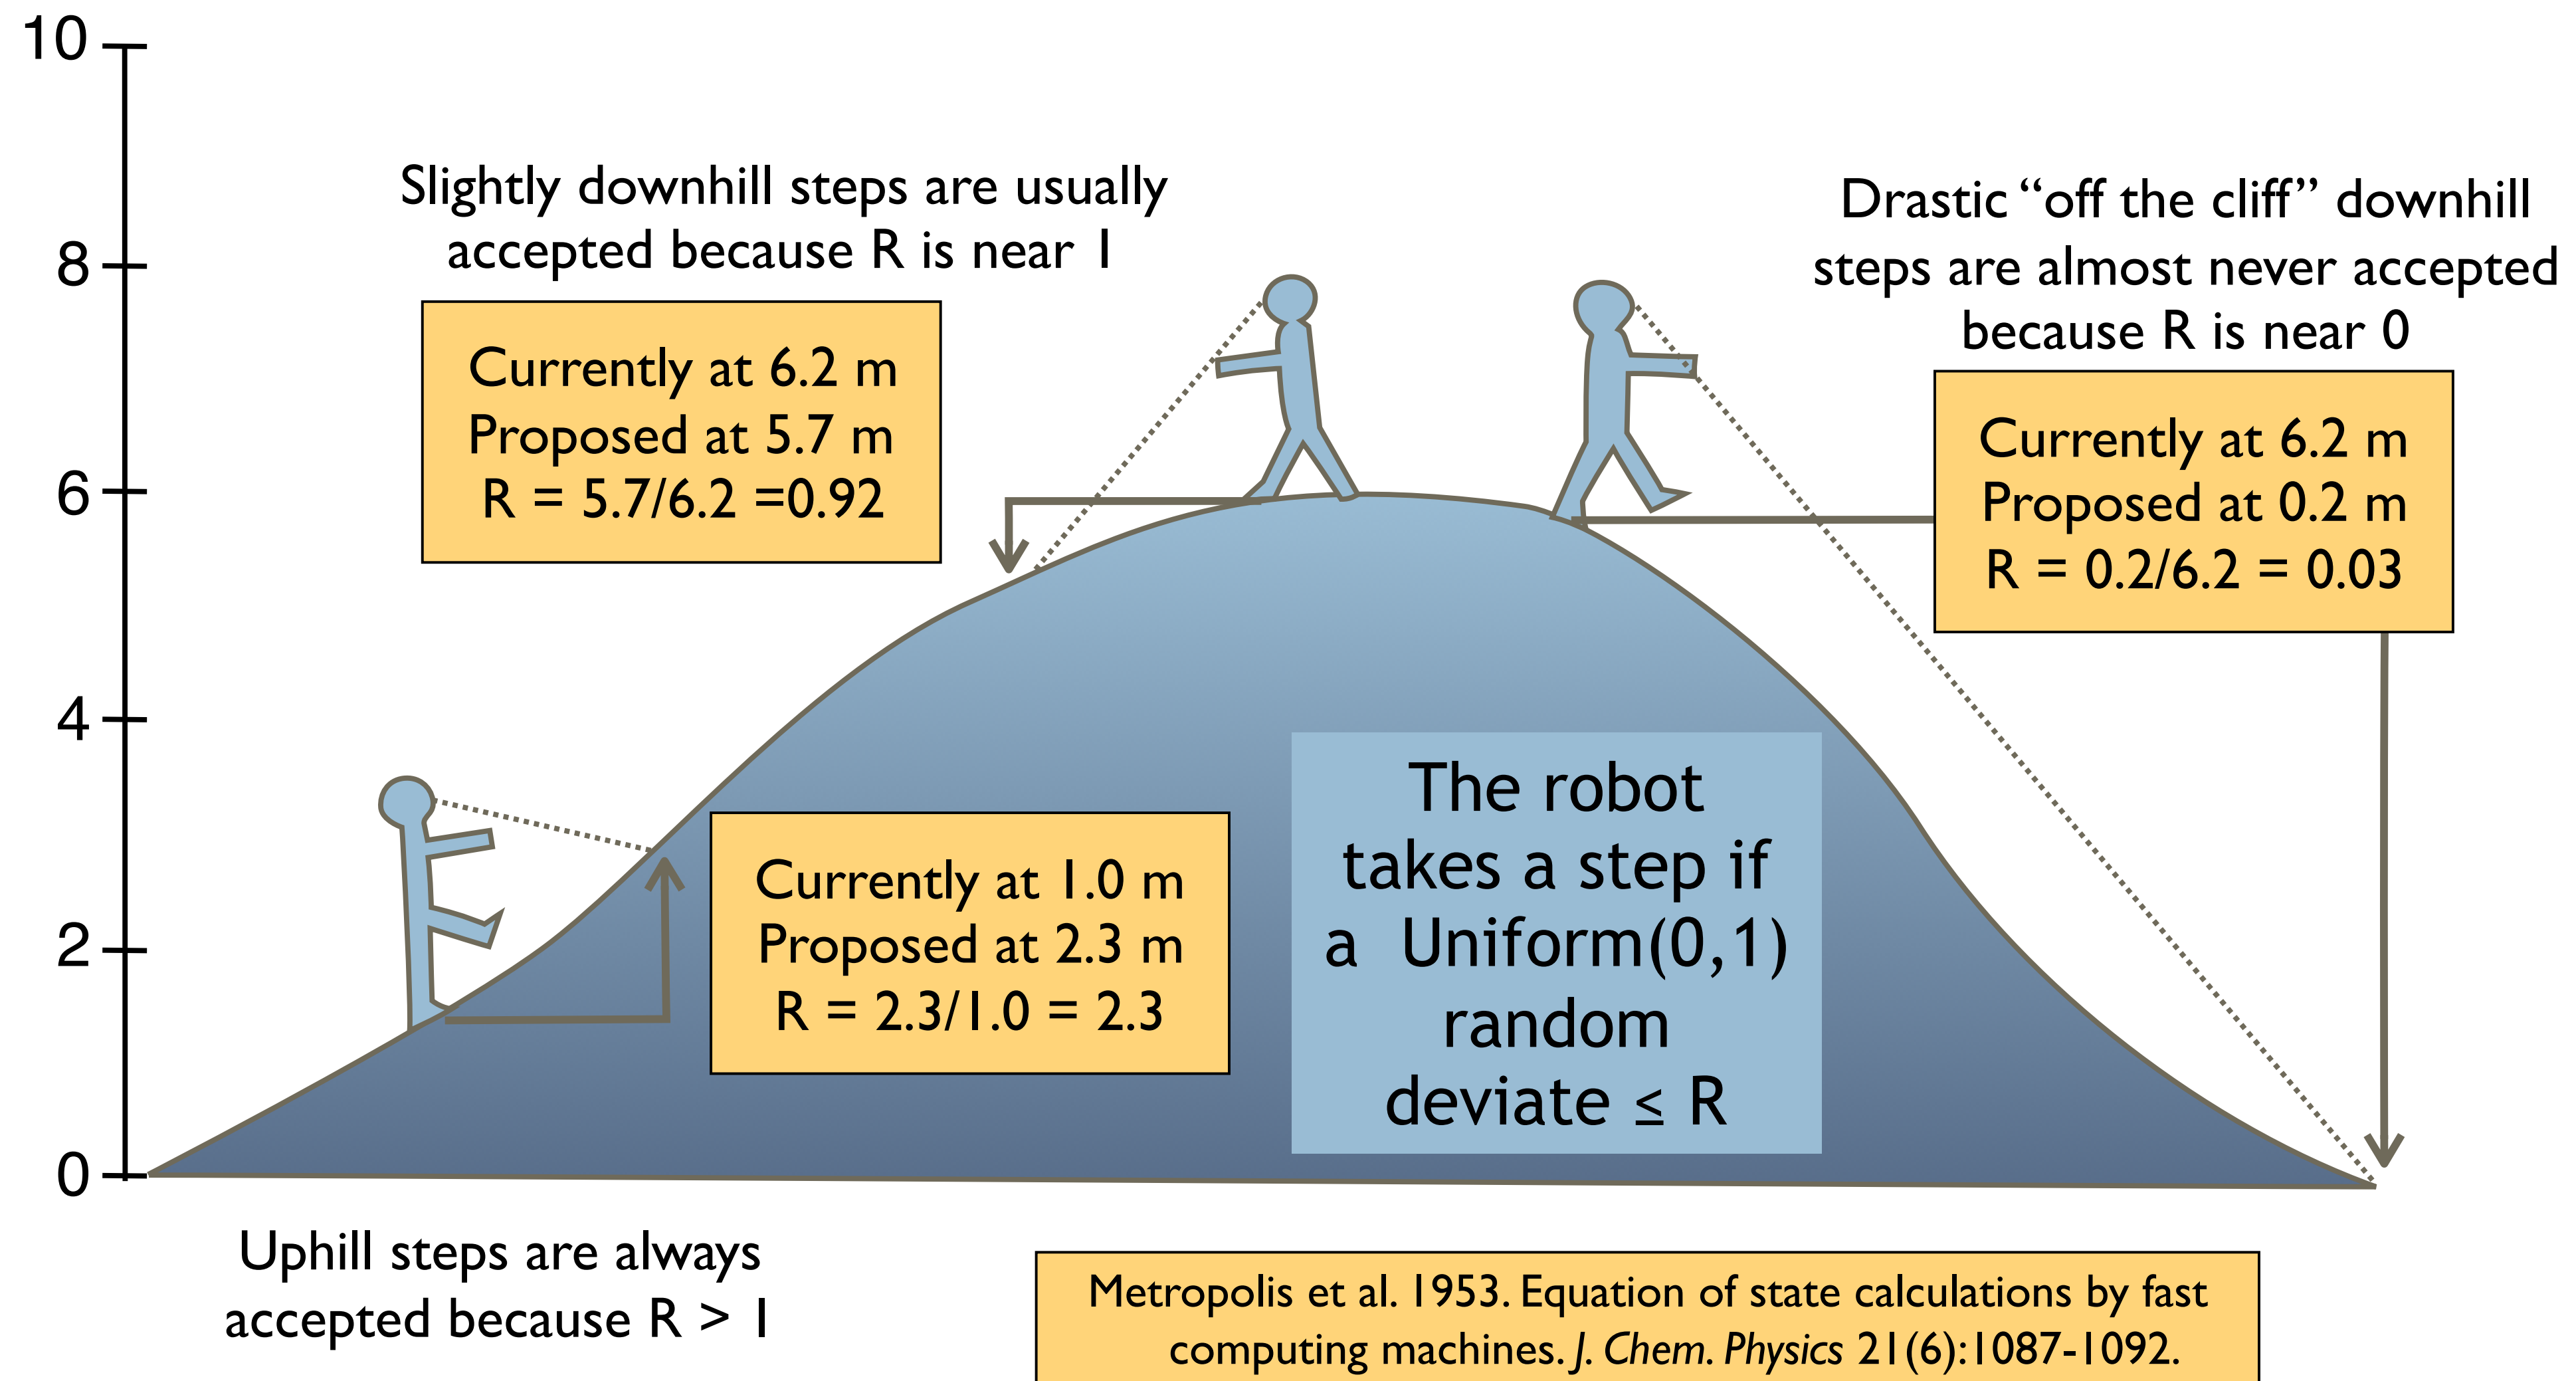 10
8
6
4
2
0
Slightly downhill steps are usually
accepted because R is near 1
Currently at 6.2 m
Proposed at 5.7 m
R = 5.7/6.2 =0.92
Drastic “off the cliff” downhill
steps are almost never accepted
because R is near 0
Currently at 6.2 m
Proposed at 0.2 m
R = 0.2/6.2 = 0.03
Currently at 1.0 m
Proposed at 2.3 m
R = 2.3/1.0 = 2.3
The robot
takes a step if
a Uniform(0,1)
random
deviate ≤ R
Uphill steps are always
accepted because R > 1
Metropolis et al. 1953. Equation of state calculations by fast
computing machines. J. Chem. Physics 21(6):1087-1092.